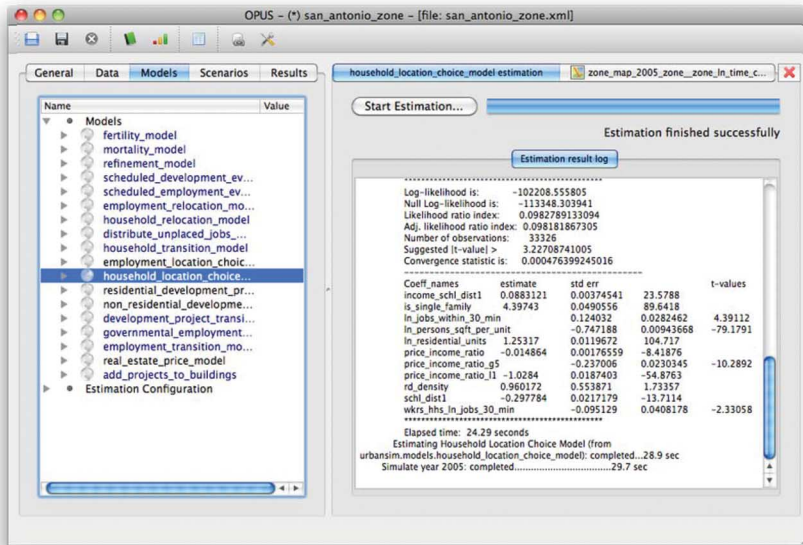 OPUS – (*) san_antonio_zone – [file: san_antonio_zone.xml]
General Data Models Scenarios Results
household_location_choice_model estimation
zone_map_2005_zone__zone_ln_time_c...
Name Value
Models
fertility_model
mortality_model
refinement_model
scheduled_development_ev...
scheduled_employment_ev...
employment_relocation_mo...
household_relocation_model
distribute_unplaced_jobs_...
household_transition_model
employment_location_choic...
household_location_choice...
residential_development_pr...
non_residential_developme...
development_project_transi...
governmental_employment...
employment_transition_mo...
real_estate_price_model
add_projects_to_buildings
Estimation Configuration
Start Estimation...
Estimation finished successfully
Estimation result log
***********************************************
Log-likelihood is: -102208.555805
Null Log-likelihood is: -113348.303941
Likelihood ratio index: 0.0982789133094
Adj. likelihood ratio index: 0.098181867305
Number of observations: 33326
Suggested |t-value| > 3.22708741005
Convergence statistic is: 0.000476399245016
-----------------------------------------------
Coeff_names estimate std err t-values
income_schl_dist1 0.0883121 0.00374541 23.5788
is_single_family 4.39743 0.0490556 89.6418
ln_jobs_within_30_min 0.124032 0.0282462 4.39112
ln_persons_sqft_per_unit -0.747188 0.00943668 -79.1791
ln_residential_units 1.25317 0.0119672 104.717
price_income_ratio -0.014864 0.00176559 -8.41876
price_income_ratio_g5 -0.237006 0.0230345 -10.2892
price_income_ratio_l1 -1.0284 0.0187403 -54.8763
rd_density 0.960172 0.553871 1.73357
schl_dist1 -0.297784 0.0217179 -13.7114
wkrs_hhs_ln_jobs_30_min -0.095129 0.0408178 -2.33058
***********************************************
Elapsed time: 24.29 seconds
Estimating Household Location Choice Model (from
urbansim.models.household_location_choice_model): completed...28.9 sec
Simulate year 2005: completed...................................29.7 sec